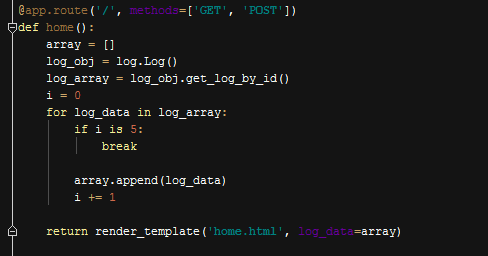 @app.route('/', methods=['GET', 'POST'])
def home():
    array = []
    log_obj = log.Log()
    log_array = log_obj.get_log_by_id()
    i = 0
    for log_data in log_array:
        if i is 5:
            break
        array.append(log_data)
        i += 1
    return render_template('home.html', log_data=array)